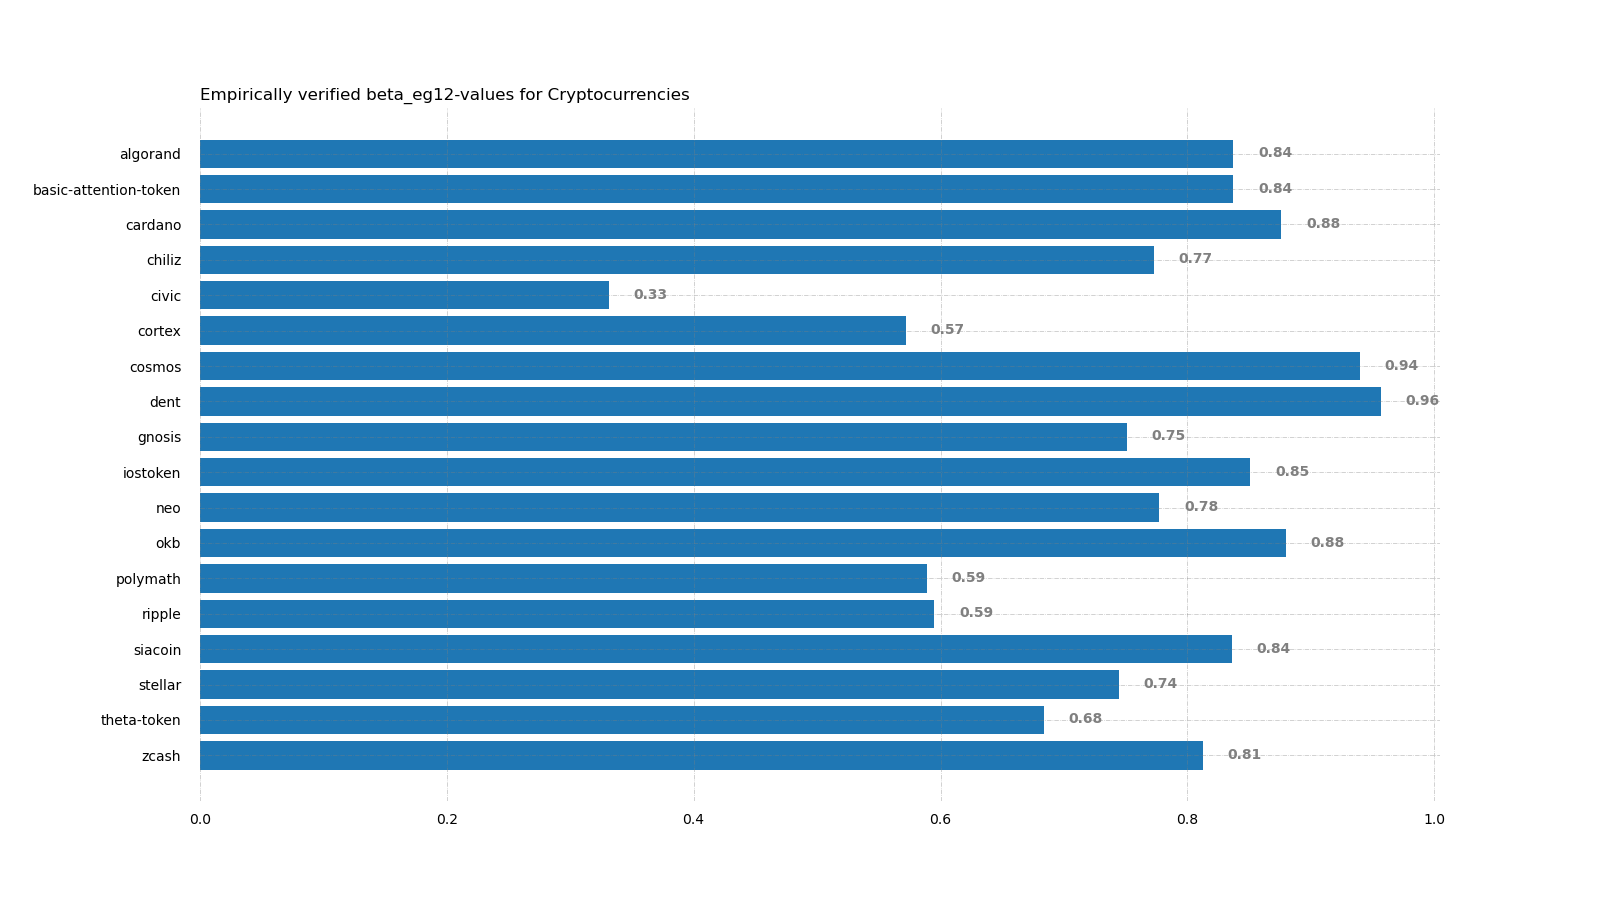 Empirically verified beta_eg12-values for Cryptocurrencies
algorand 0.84
basic-attention-token 0.84
cardano 0.88
chiliz 0.77
civic 0.33
cortex 0.57
cosmos 0.94
dent 0.96
gnosis 0.75
iostoken 0.85
neo 0.78
okb 0.88
polymath 0.59
ripple 0.59
siacoin 0.84
stellar 0.74
theta-token 0.68
zcash 0.81
0.0 0.2 0.4 0.6 0.8 1.0